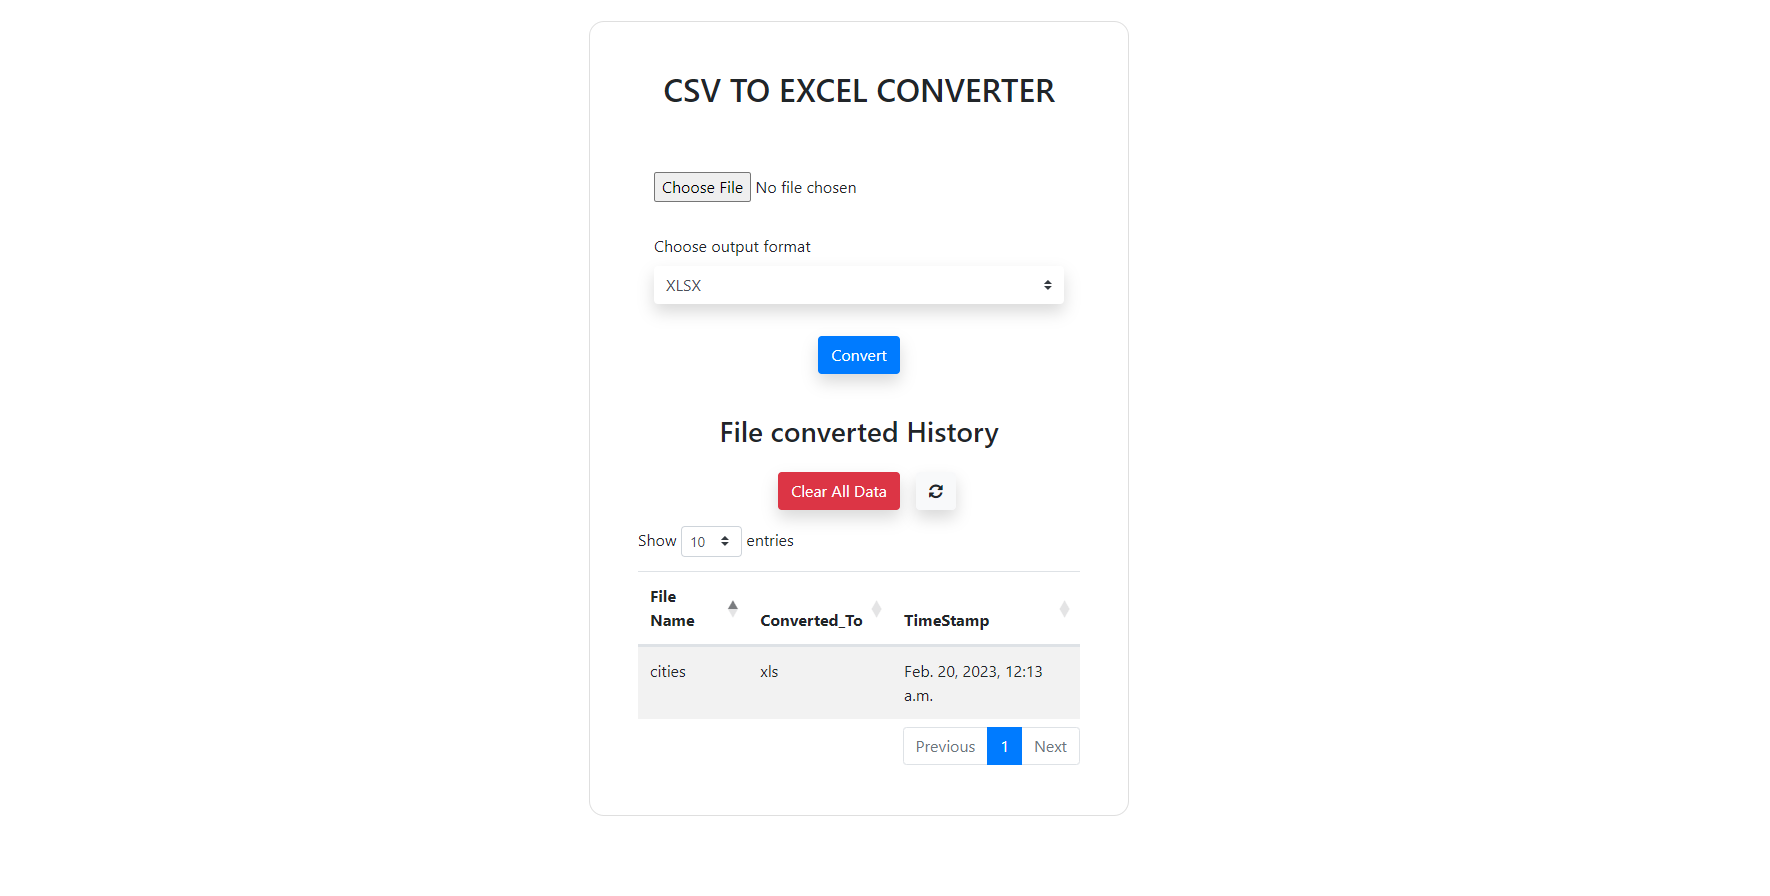 CSV TO EXCEL CONVERTER
Choose File No file chosen
Choose output format
XLSX
Convert
File converted History
Clear All Data
Show 10 entries
File Name Converted_To TimeStamp
cities xls Feb. 20, 2023, 12:13
a.m.
Previous 1 Next